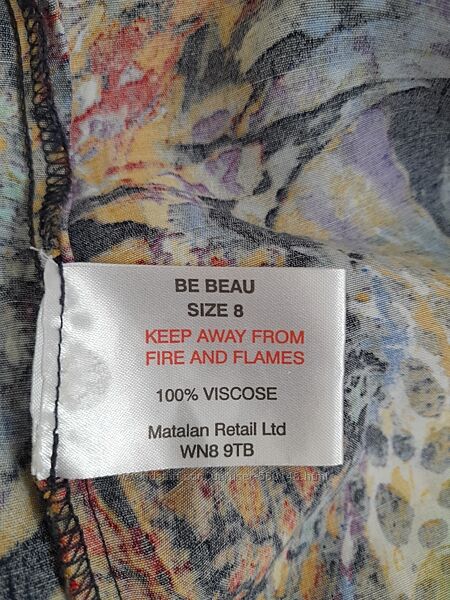 BE BEAU
SIZE 8
KEEP AWAY FROM
FIRE AND FLAMES
100% VISCOSE
Matalan Retail Ltd
WN8 9TB